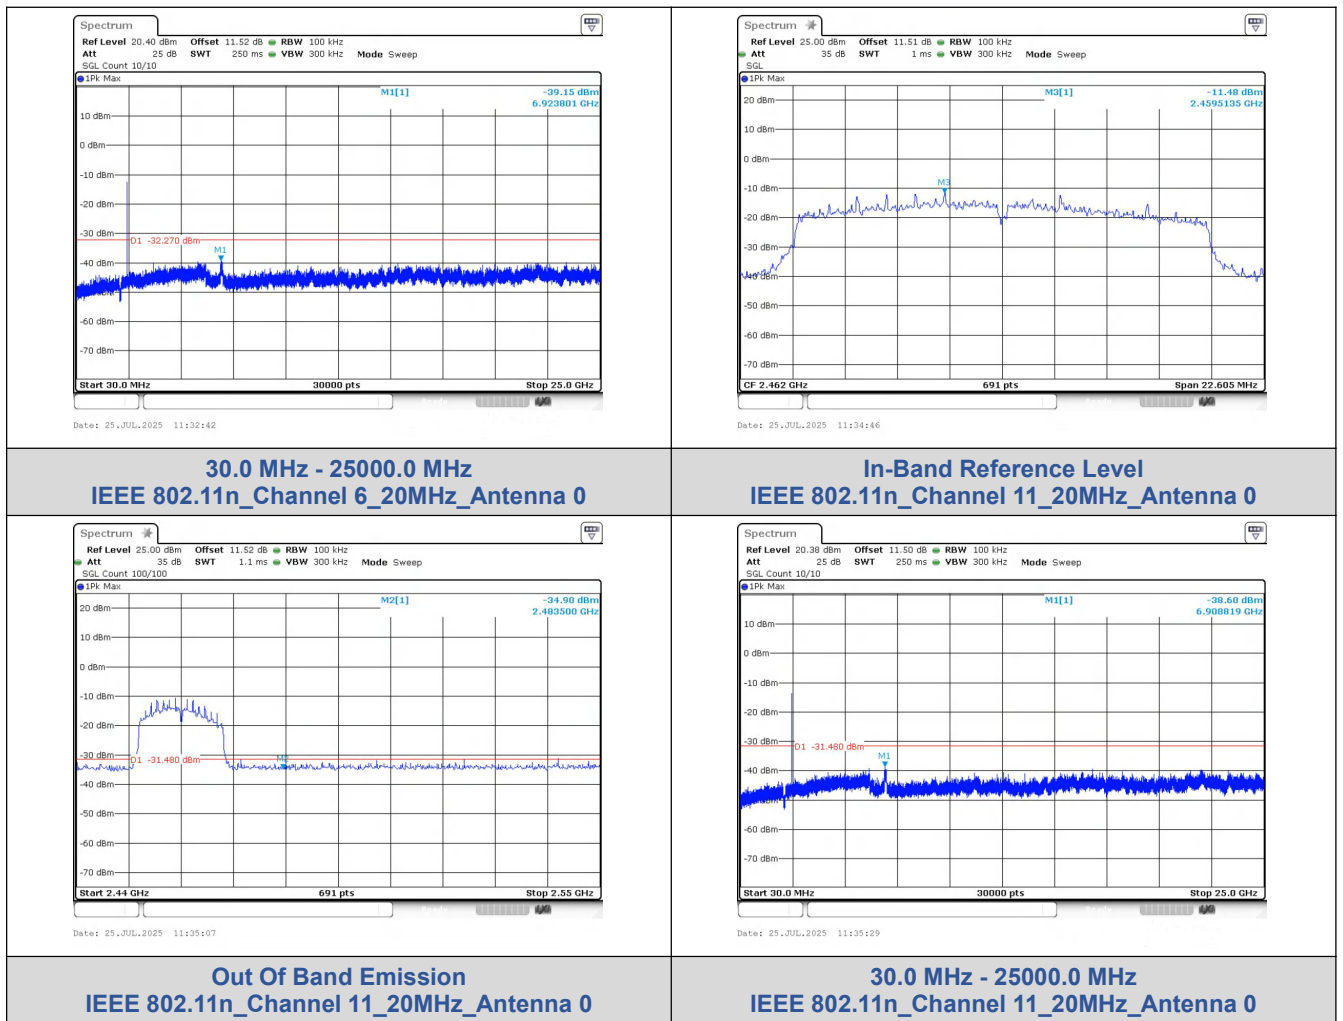 Spectrum
Ref Level 20.40 dBm Offset 11.52 dB RBW 100 kHz
Att 25 dB SWT 250 ms VBW 300 kHz Mode Sweep
SGL Count 10/10
1Pk Max
M1[1] -39.15 dBm
6.923801 GHz
10 dBm
0 dBm
-10 dBm
-20 dBm
-30 dBm
D1 -32.270 dBm
M1
-40 dBm
-60 dBm
-70 dBm
Start 30.0 MHz 30000 pts Stop 25.0 GHz
Date: 25.JUL.2025 11:32:42
30.0 MHz - 25000.0 MHz
IEEE 802.11n_Channel 6_20MHz_Antenna 0
Spectrum
Ref Level 25.00 dBm Offset 11.51 dB RBW 100 kHz
Att 35 dB SWT 1 ms VBW 300 kHz Mode Sweep
SGL
1Pk Max
M3[1] -11.48 dBm
2.4595135 GHz
20 dBm
10 dBm
0 dBm
M3
-10 dBm
-20 dBm
-30 dBm
-40 dBm
-50 dBm
-60 dBm
-70 dBm
CF 2.462 GHz 691 pts Span 22.605 MHz
Date: 25.JUL.2025 11:34:46
In-Band Reference Level
IEEE 802.11n_Channel 11_20MHz_Antenna 0
Spectrum
Ref Level 25.00 dBm Offset 11.52 dB RBW 100 kHz
Att 35 dB SWT 1.1 ms VBW 300 kHz Mode Sweep
SGL Count 100/100
1Pk Max
M2[1] -34.90 dBm
2.483500 GHz
20 dBm
10 dBm
0 dBm
-10 dBm
-20 dBm
-30 dBm
D1 -31.480 dBm
-40 dBm
-50 dBm
-60 dBm
-70 dBm
Start 2.44 GHz 691 pts Stop 2.55 GHz
Date: 25.JUL.2025 11:35:07
Out Of Band Emission
IEEE 802.11n_Channel 11_20MHz_Antenna 0
Spectrum
Ref Level 20.38 dBm Offset 11.50 dB RBW 100 kHz
Att 25 dB SWT 250 ms VBW 300 kHz Mode Sweep
SGL Count 10/10
1Pk Max
M1[1] -38.60 dBm
6.908819 GHz
10 dBm
0 dBm
-10 dBm
-20 dBm
-30 dBm
D1 -31.480 dBm
M1
-40 dBm
-60 dBm
-70 dBm
Start 30.0 MHz 30000 pts Stop 25.0 GHz
Date: 25.JUL.2025 11:35:29
30.0 MHz - 25000.0 MHz
IEEE 802.11n_Channel 11_20MHz_Antenna 0